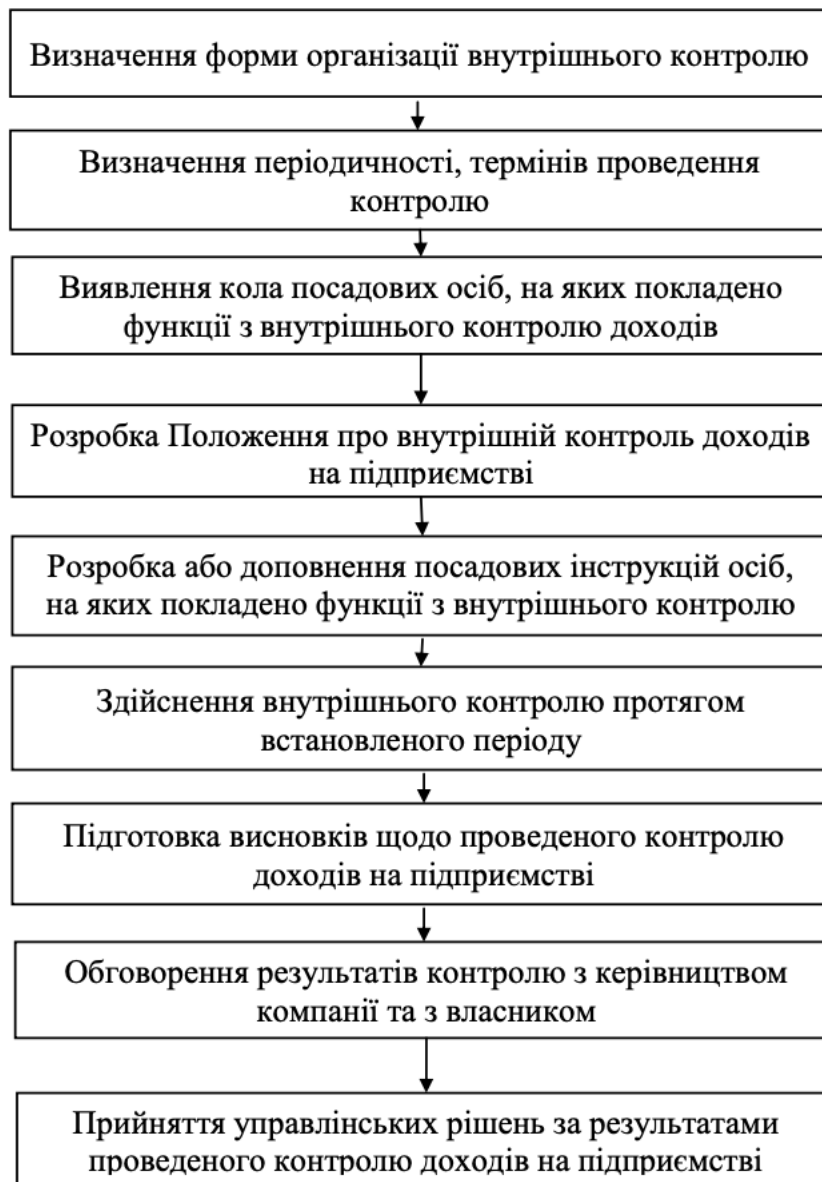 Визначення форми організації внутрішнього контролю
Визначення періодичності, термінів проведення
контролю
Виявлення кола посадових осіб, на яких покладено
функції з внутрішнього контролю доходів
Розробка Положення про внутрішній контроль доходів
на підприємстві
Розробка або доповнення посадових інструкцій осіб,
на яких покладено функції з внутрішнього контролю
Здійснення внутрішнього контролю протягом
встановленого періоду
Підготовка висновків щодо проведеного контролю
доходів на підприємстві
Обговорення результатів контролю з керівництвом
компанії та з власником
Прийняття управлінських рішень за результатами
проведеного контролю доходів на підприємстві